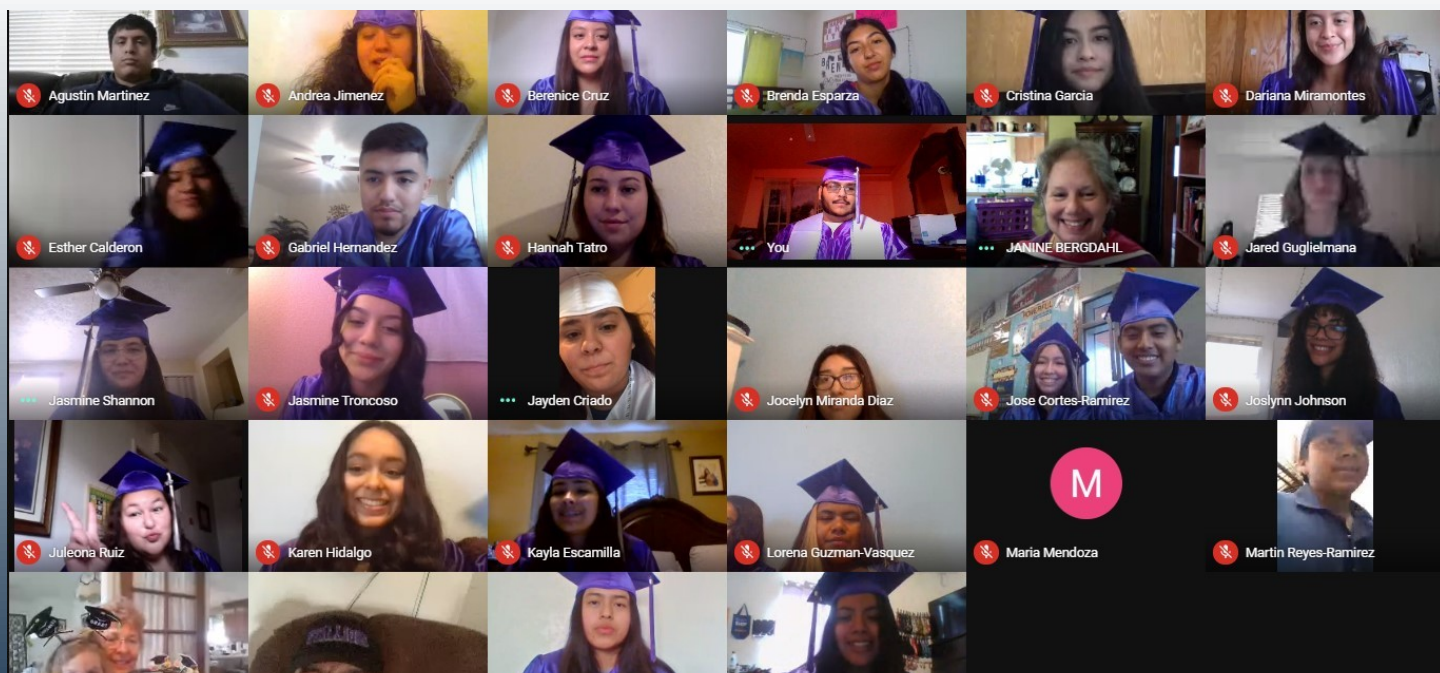 Agustin Martinez
Andrea Jimenez
Berenice Cruz
Brenda Esparza
Cristina Garcia
Dariana Miramontes
Esther Calderon
Gabriel Hernandez
Hannah Tatro
You
JANINE BERGDAHL
Jared Guglielmana
Jasmine Shannon
Jasmine Troncoso
Jayden Criado
Jocelyn Miranda Diaz
Jose Cortes-Ramirez
Joslynn Johnson
Juleona Ruiz
Karen Hidalgo
Kayla Escamilla
Lorena Guzman-Vasquez
M
Maria Mendoza
Martin Reyes-Ramirez